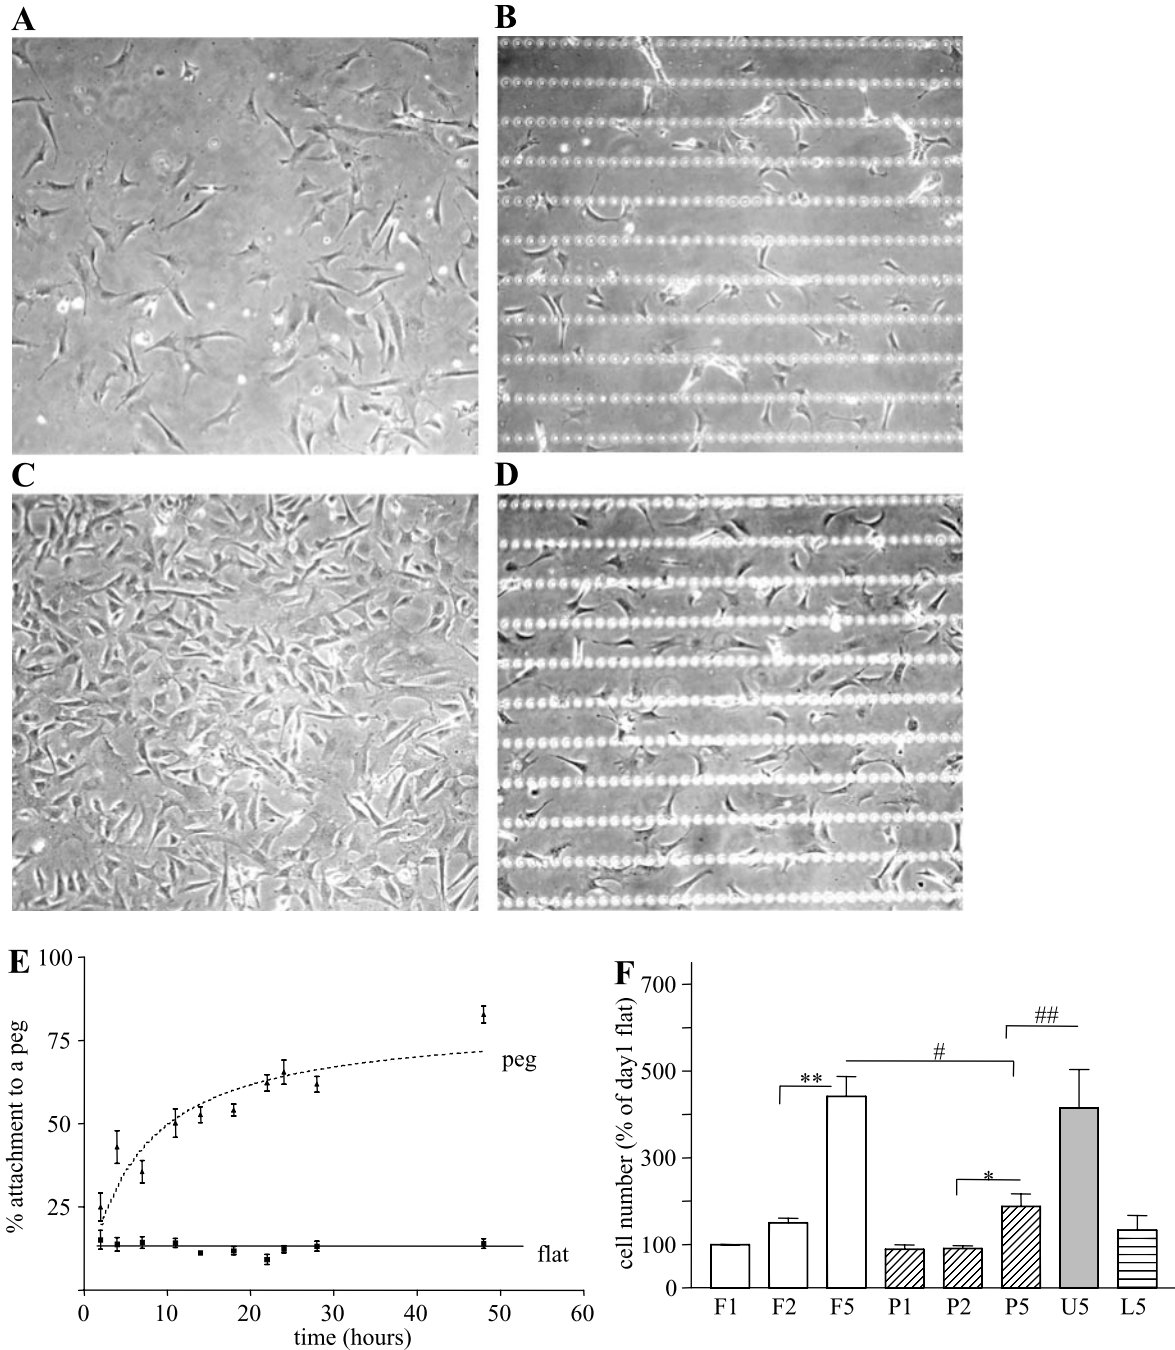 A
B
C
D
E
% attachment to a peg
100
75
50
25
peg
flat
0
10
20
30
40
50
60
time (hours)
F
cell number (% of day1 flat)
700
500
300
100
0
**
#
*
##
F1
F2
F5
P1
P2
P5
U5
L5